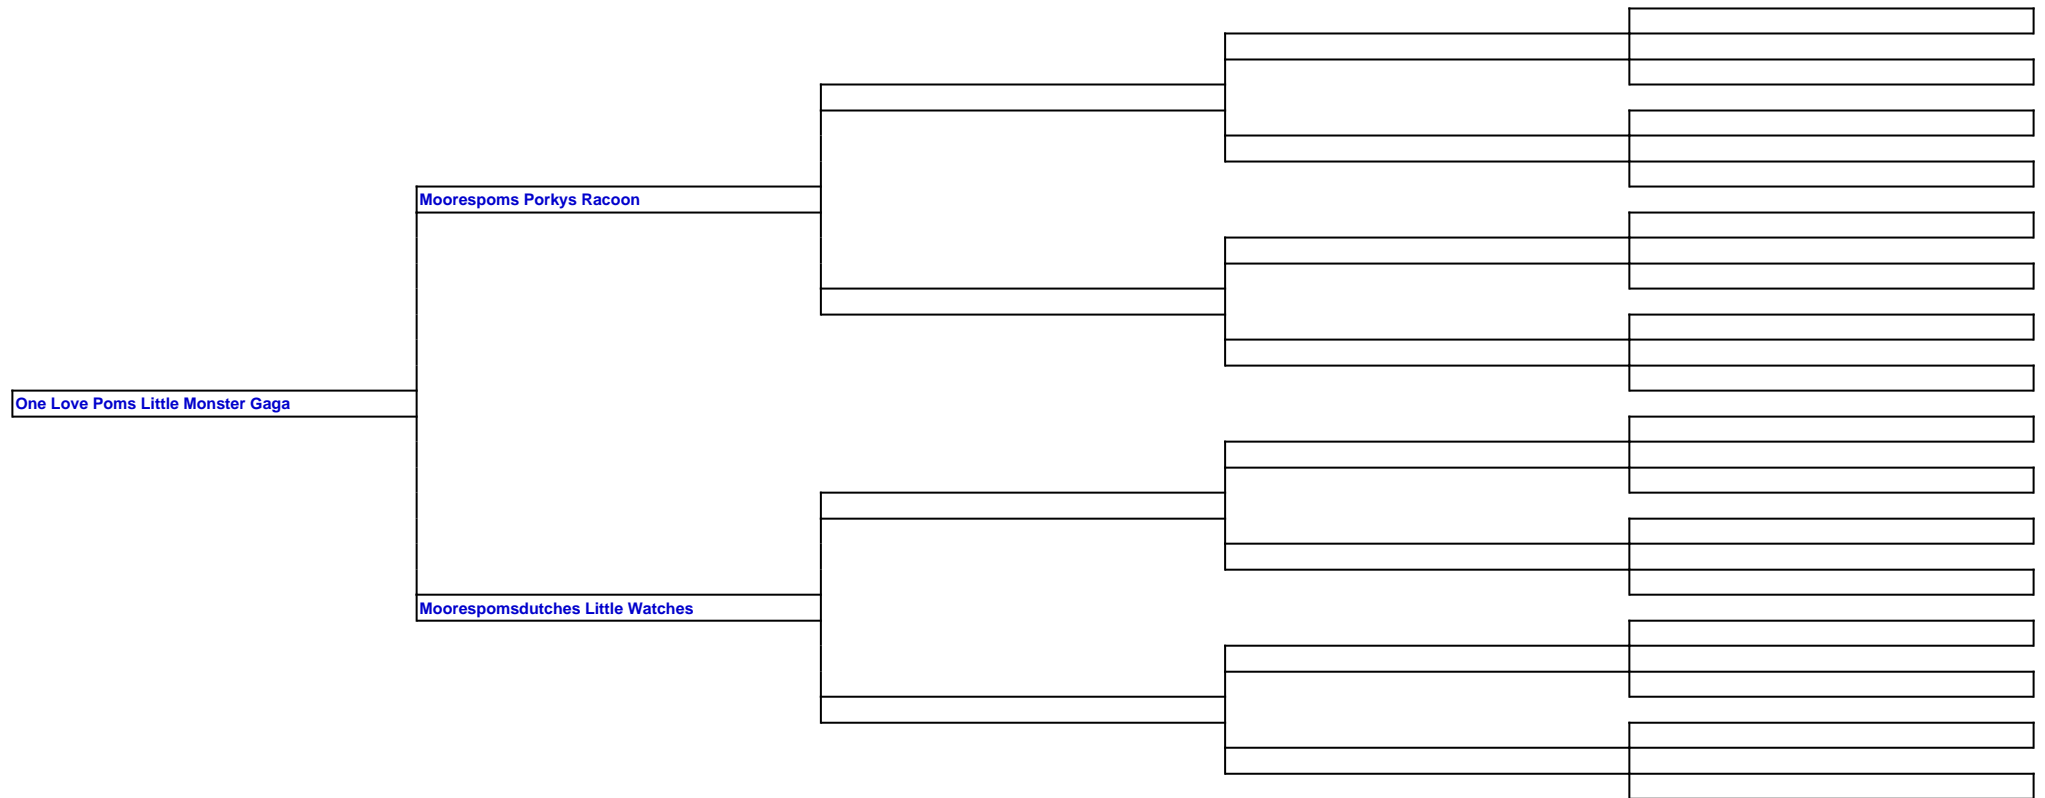 Moorespoms Porkys Racoon
One Love Poms Little Monster Gaga
Moorespomsdutches Little Watches